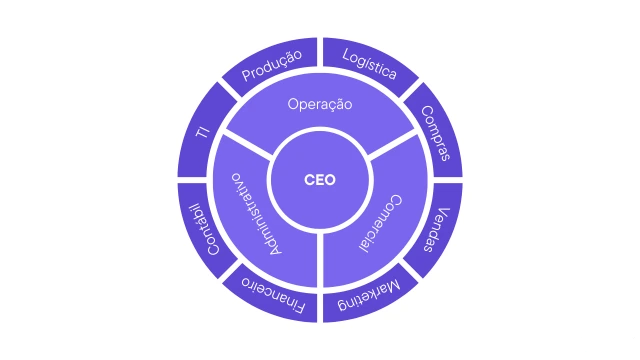 CEO
Operação
Comercial
Administrativo
Produção
Logística
Compras
Vendas
Marketing
Financeiro
Contábil
TI